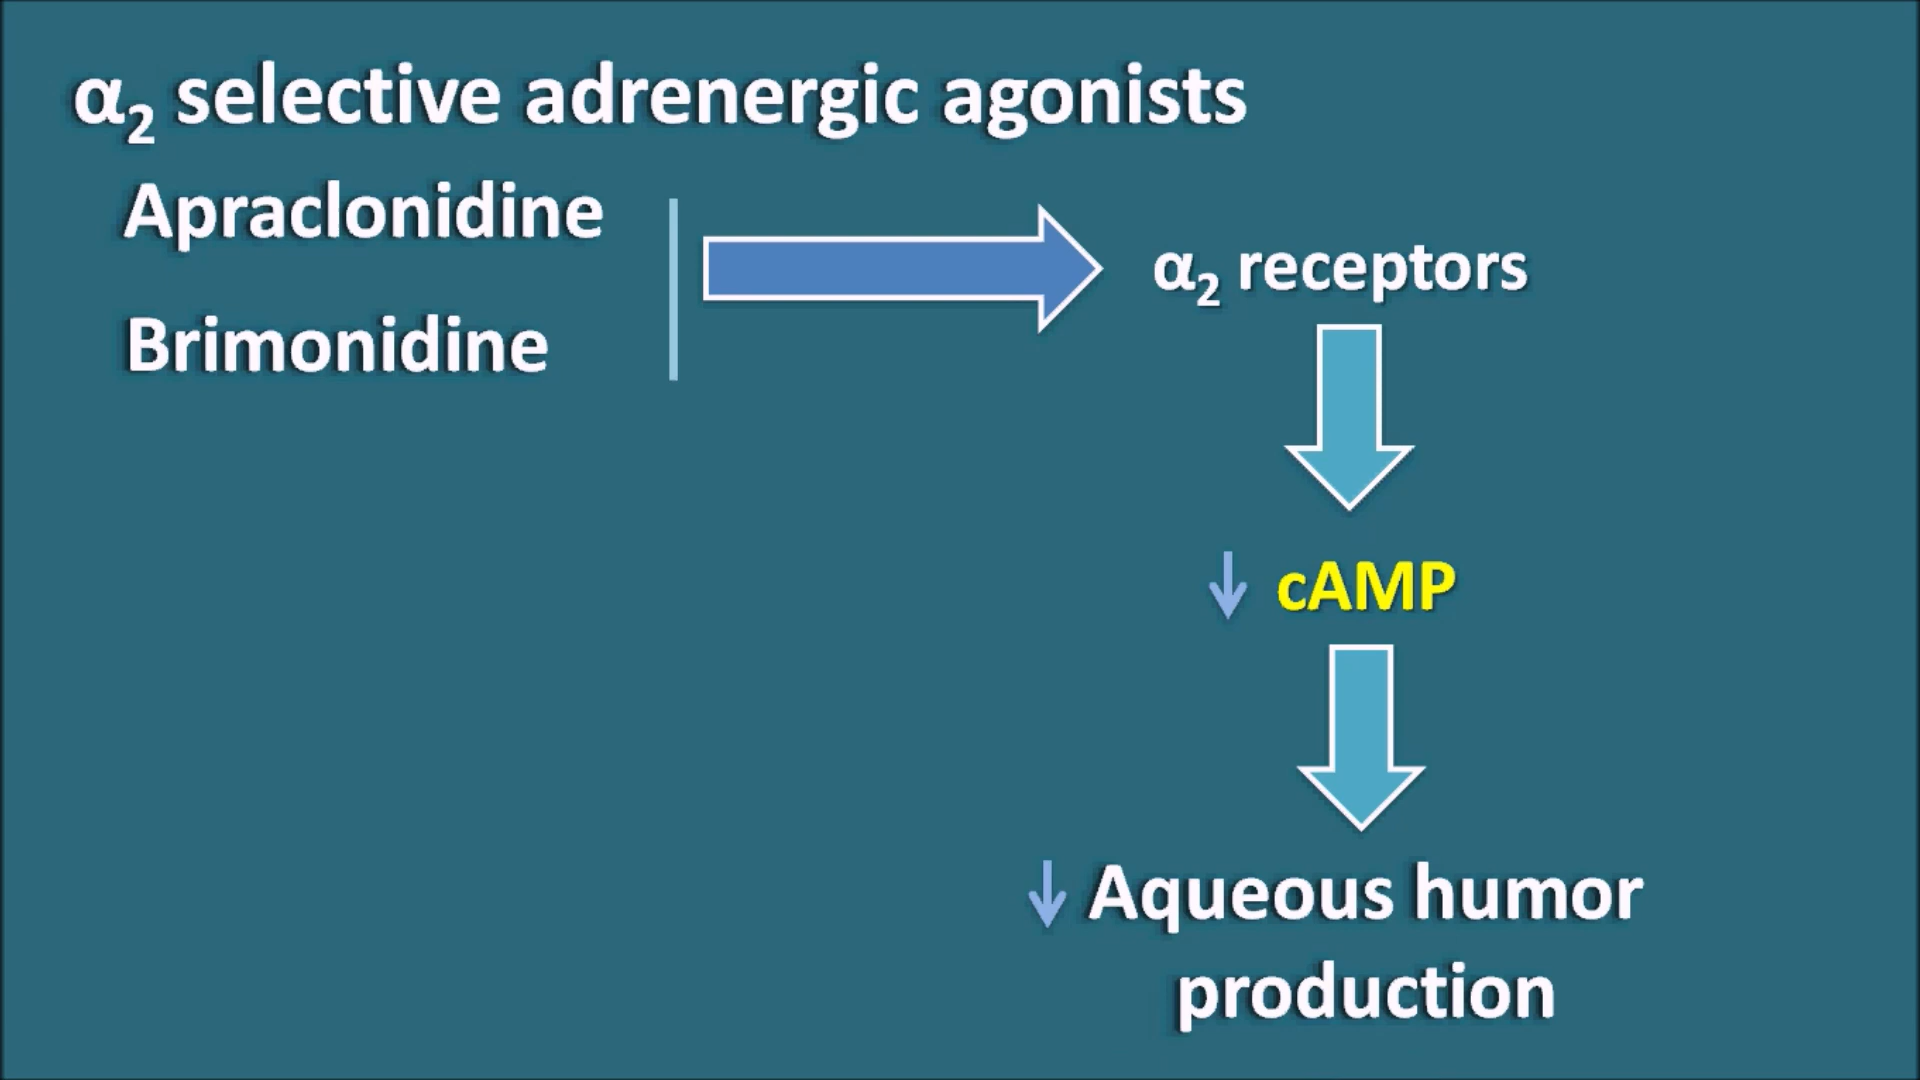 α₂ selective adrenergic agonists
Apraclonidine
Brimonidine
α₂ receptors
↓ cAMP
↓ Aqueous humor
production